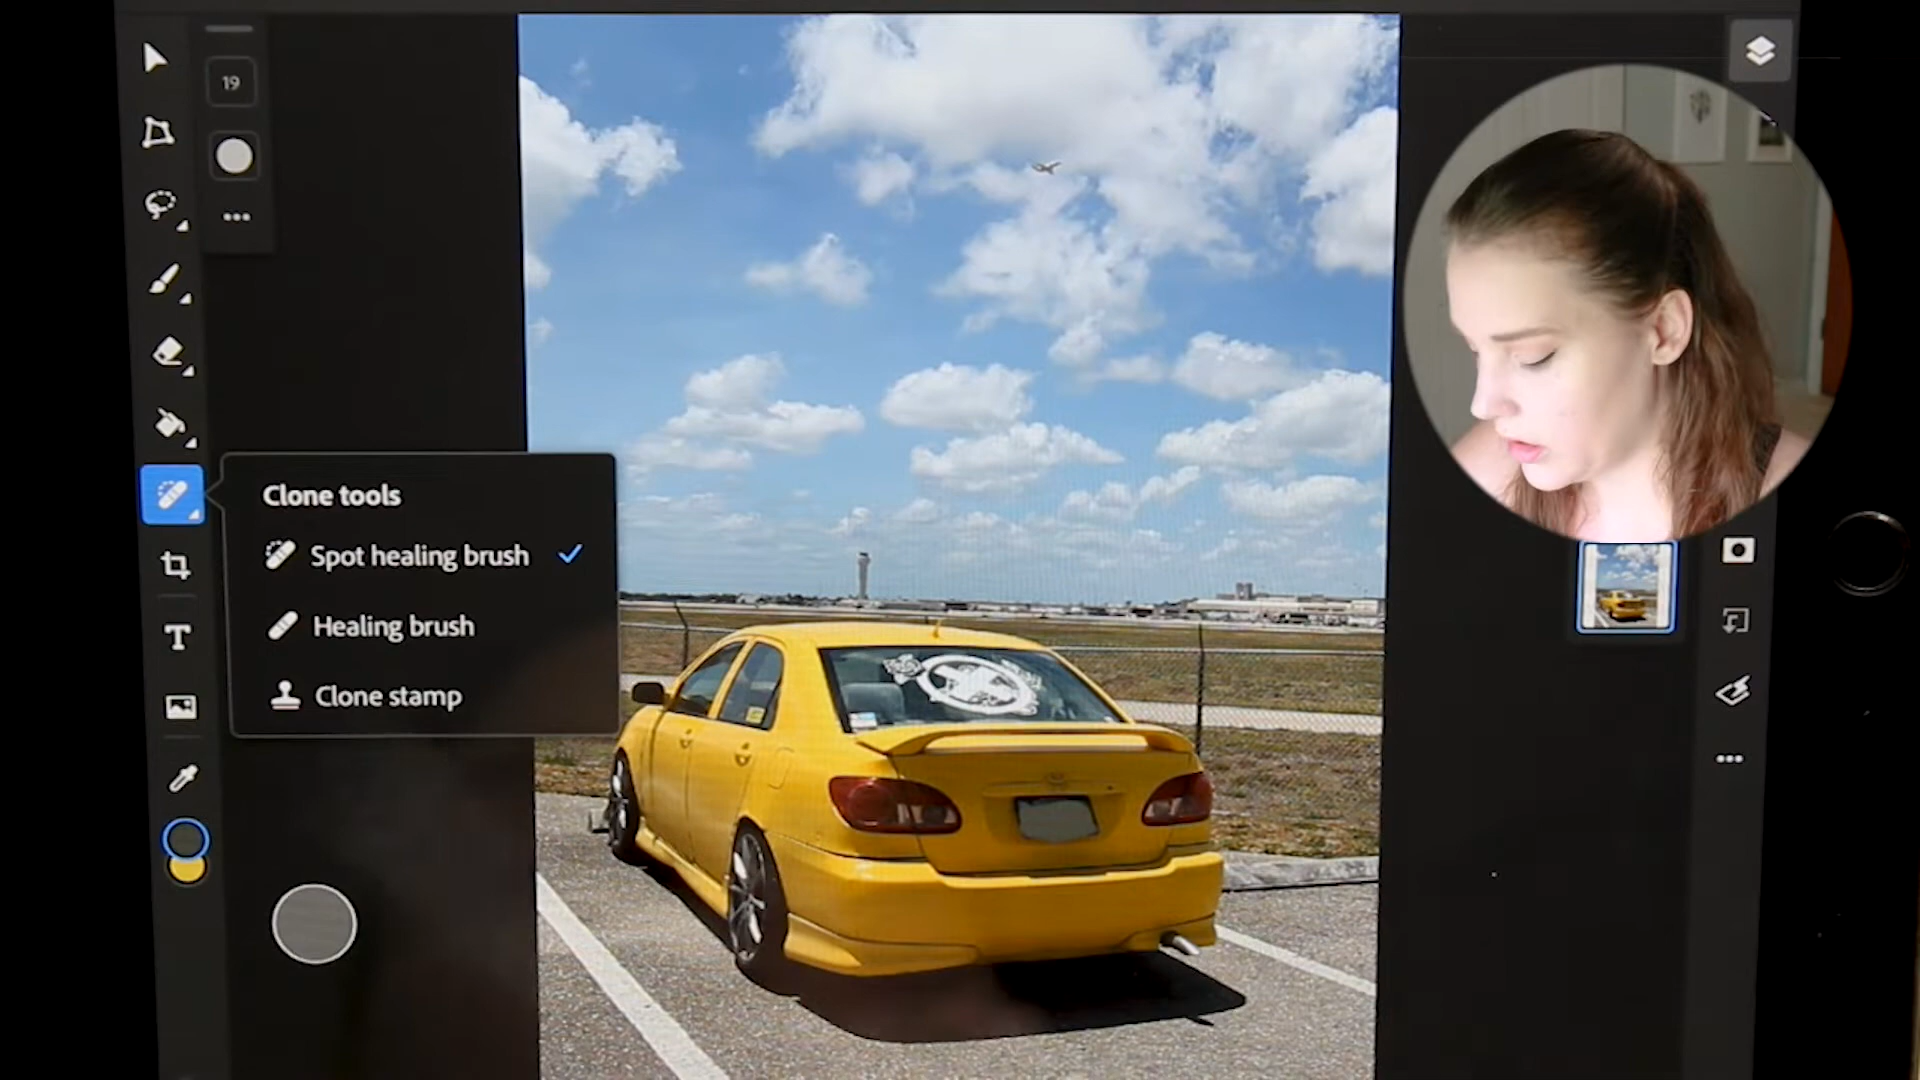 19
Clone tools
Spot healing brush
Healing brush
Clone stamp
T